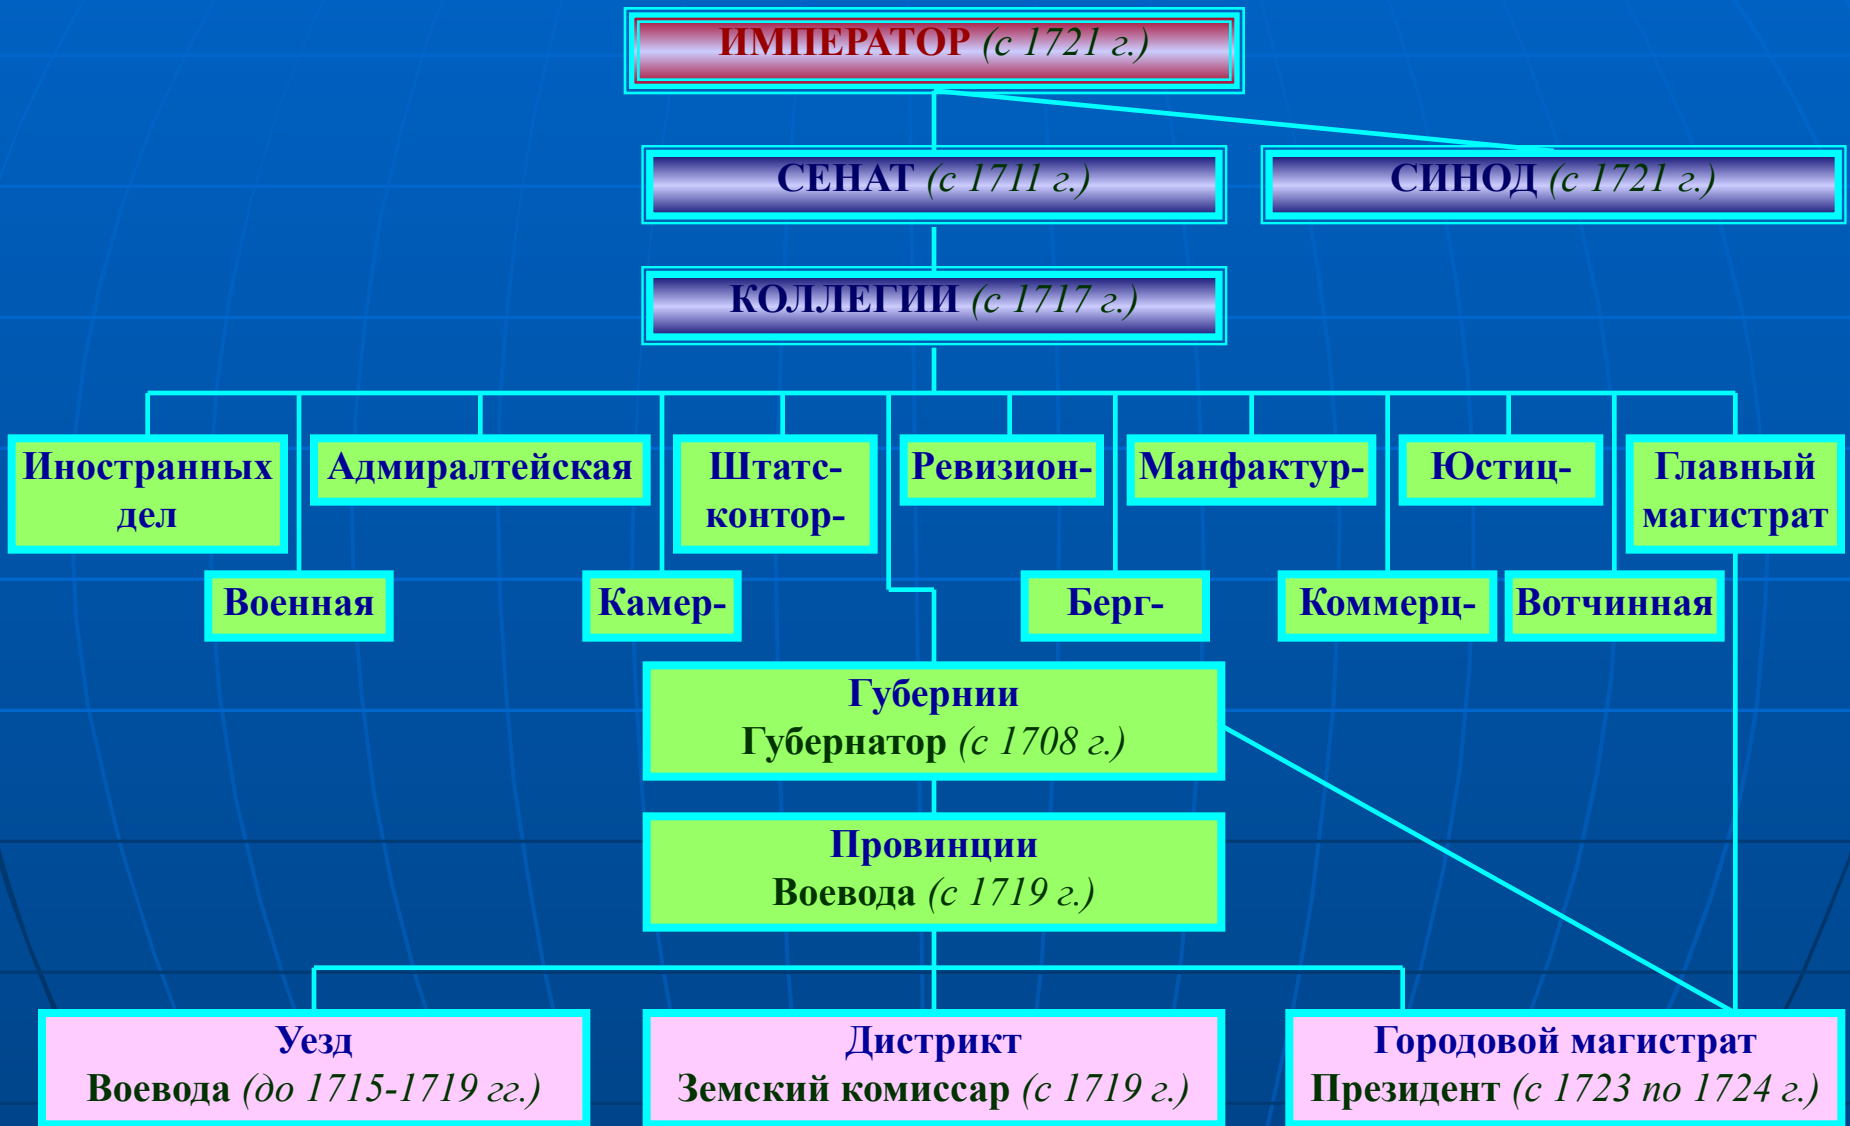 ИМПЕРАТОР (с 1721 г.)
СЕНАТ (с 1711 г.)
СИНОД (с 1721 г.)
КОЛЛЕГИИ (с 1717 г.)
Иностранных
дел
Адмиралтейская
Штатс-
контор-
Ревизион-
Манфактур-
Юстиц-
Главный
магистрат
Военная
Камер-
Берг-
Коммерц-
Вотчинная
Губернии
Губернатор (с 1708 г.)
Провинции
Воевода (с 1719 г.)
Уезд
Воевода (до 1715-1719 гг.)
Дистрикт
Земский комиссар (с 1719 г.)
Городовой магистрат
Президент (с 1723 по 1724 г.)